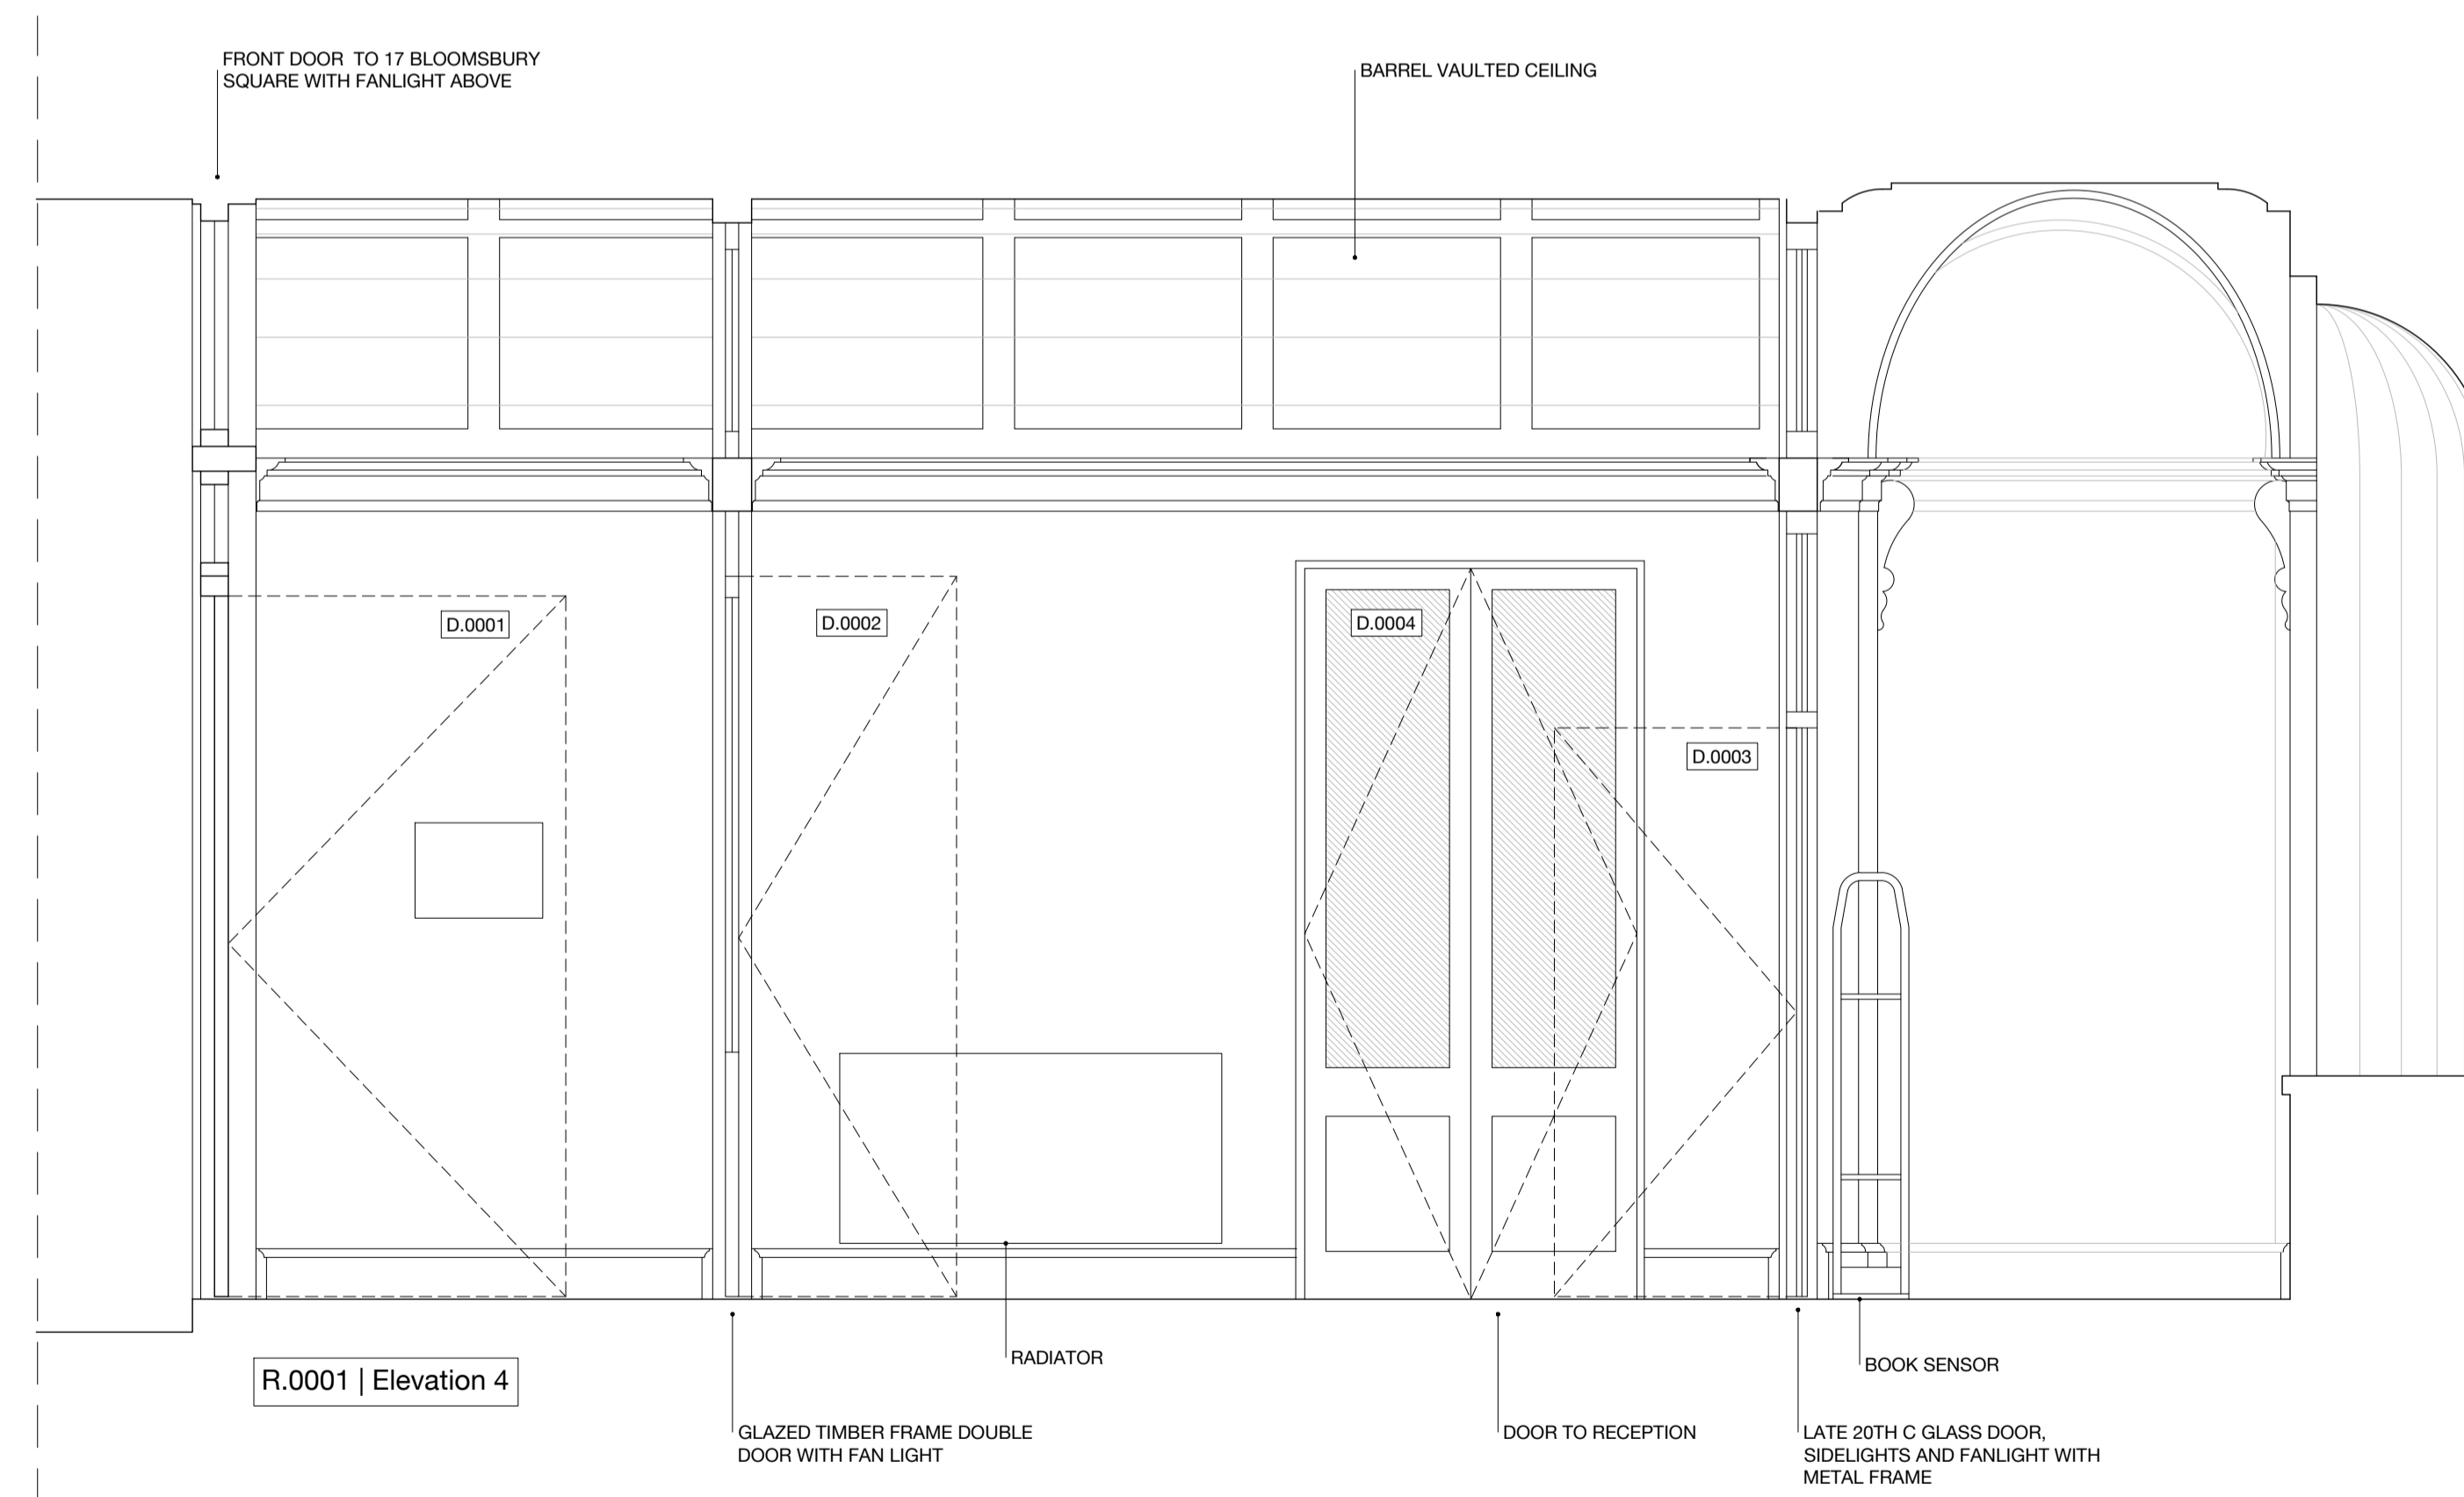 FRONT DOOR TO 17 BLOOMSBURY
SQUARE WITH FANLIGHT ABOVE
BARREL VAULTED CEILING
D.0001
D.0002
D.0004
D.0003
RADIATOR
BOOK SENSOR
R.0001 | Elevation 4
GLAZED TIMBER FRAME DOUBLE
DOOR WITH FAN LIGHT
DOOR TO RECEPTION
LATE 20TH C GLASS DOOR,
SIDELIGHTS AND FANLIGHT WITH
METAL FRAME